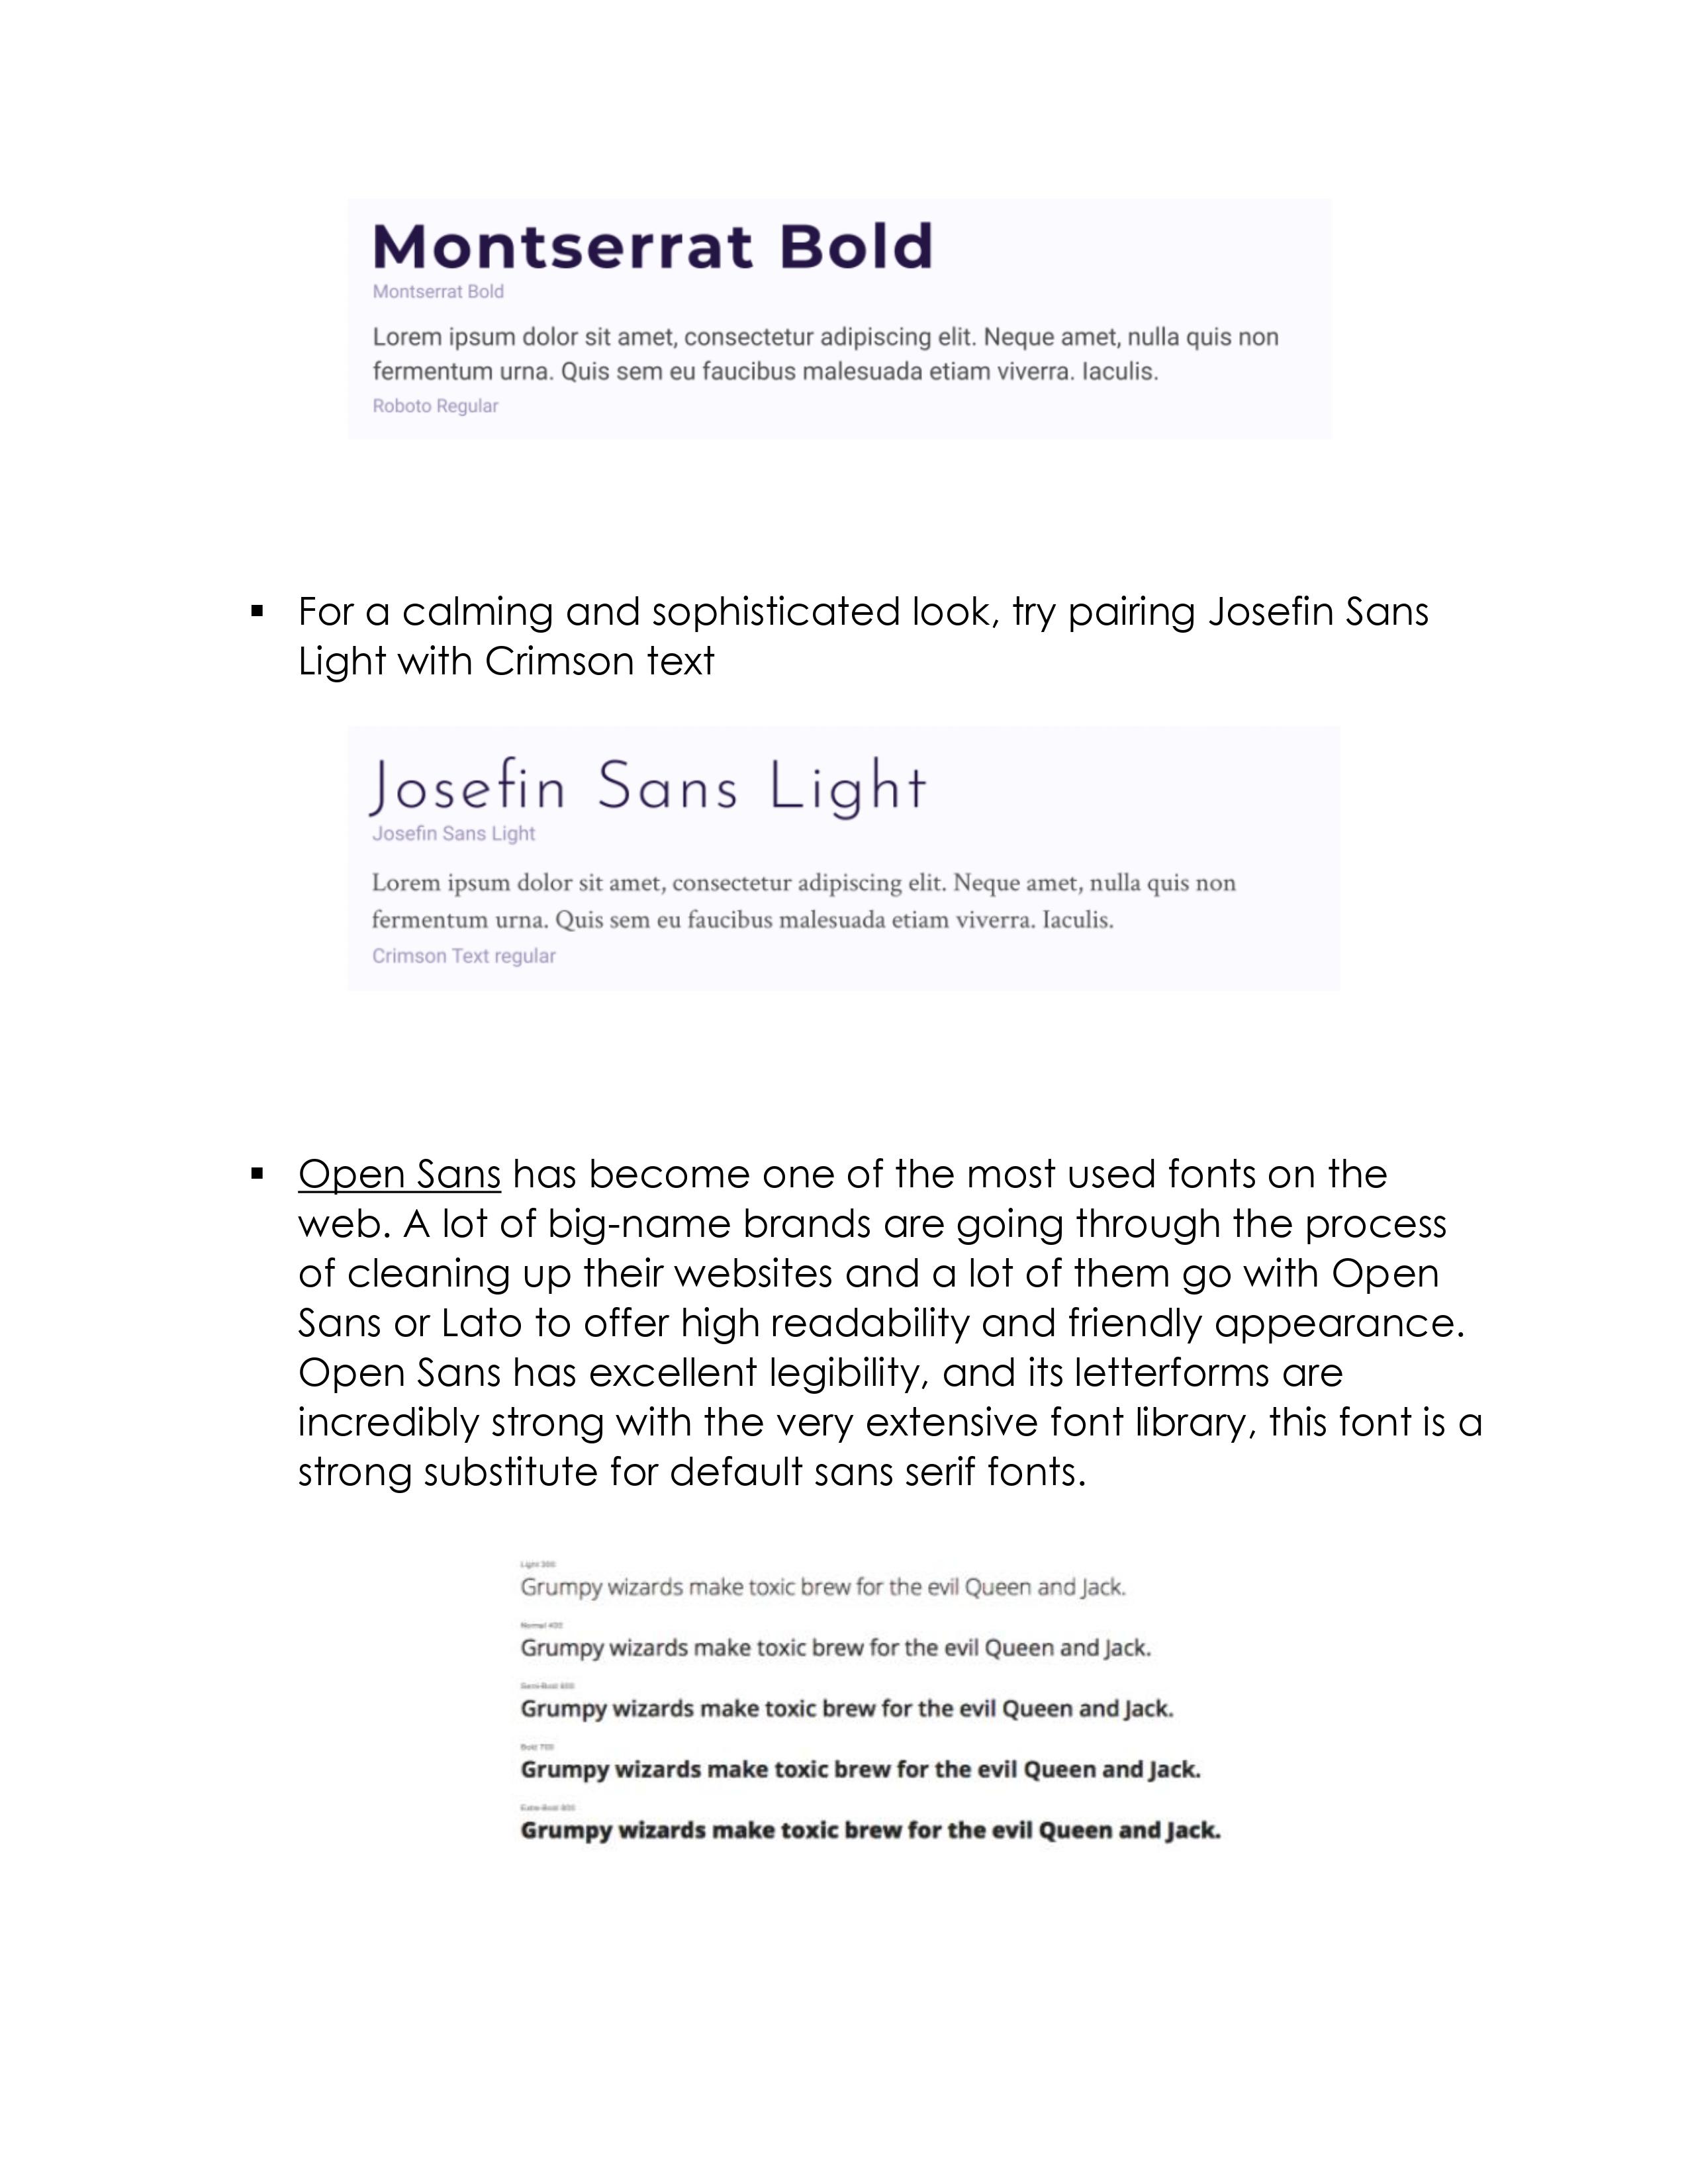 Montserrat Bold
Montserrat Bold
Lorem ipsum dolor sit amet, consectetur adipiscing elit. Neque amet, nulla quis non
fermentum urna. Quis sem eu faucibus malesuada etiam viverra. Iaculis.
Roboto Regular
▪ For a calming and sophisticated look, try pairing Josefin Sans
Light with Crimson text
Josefin Sans Light
Josefin Sans Light
Lorem ipsum dolor sit amet, consectetur adipiscing elit. Neque amet, nulla quis non
fermentum urna. Quis sem eu faucibus malesuada etiam viverra. Iaculis.
Crimson Text regular
▪ Open Sans has become one of the most used fonts on the
web. A lot of big-name brands are going through the process
of cleaning up their websites and a lot of them go with Open
Sans or Lato to offer high readability and friendly appearance.
Open Sans has excellent legibility, and its letterforms are
incredibly strong with the very extensive font library, this font is a
strong substitute for default sans serif fonts.
Light 300
Grumpy wizards make toxic brew for the evil Queen and Jack.
Normal 400
Grumpy wizards make toxic brew for the evil Queen and Jack.
Semi-Bold 600
Grumpy wizards make toxic brew for the evil Queen and Jack.
Bold 700
Grumpy wizards make toxic brew for the evil Queen and Jack.
Extra-Bold 800
Grumpy wizards make toxic brew for the evil Queen and Jack.